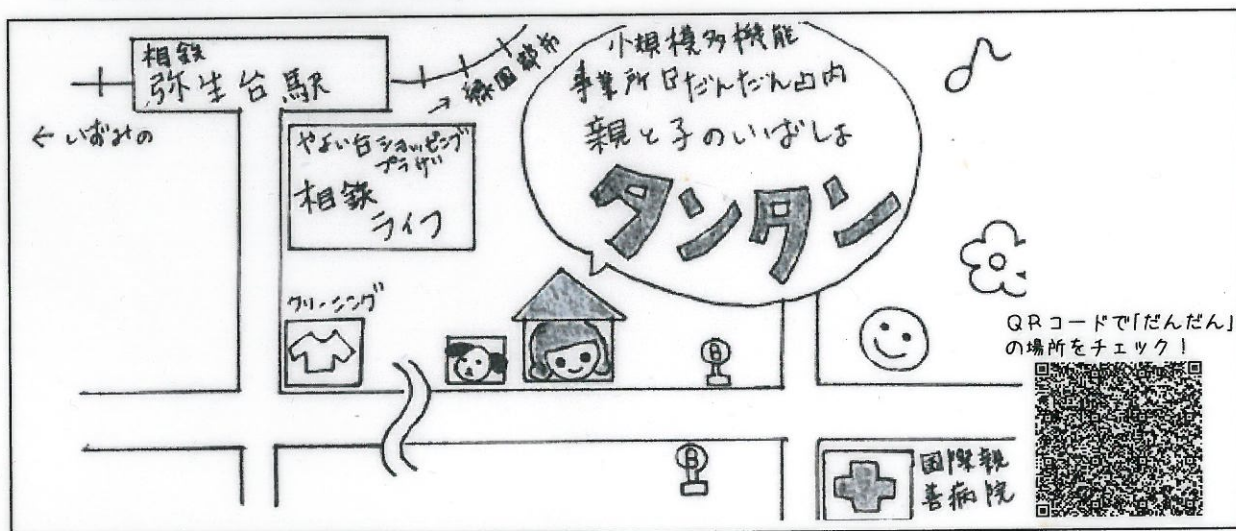 相鉄
弥生台駅
→ 緑園都市
← いずみの
やよい台ショッピング
プラザ
相鉄
ライフ
小規模多機能
事業所「だんだん」内
親と子のいばしょ
タンタン
クリーニング
B
B
国際親
善病院
QRコードで「だんだん」
の場所をチェック！